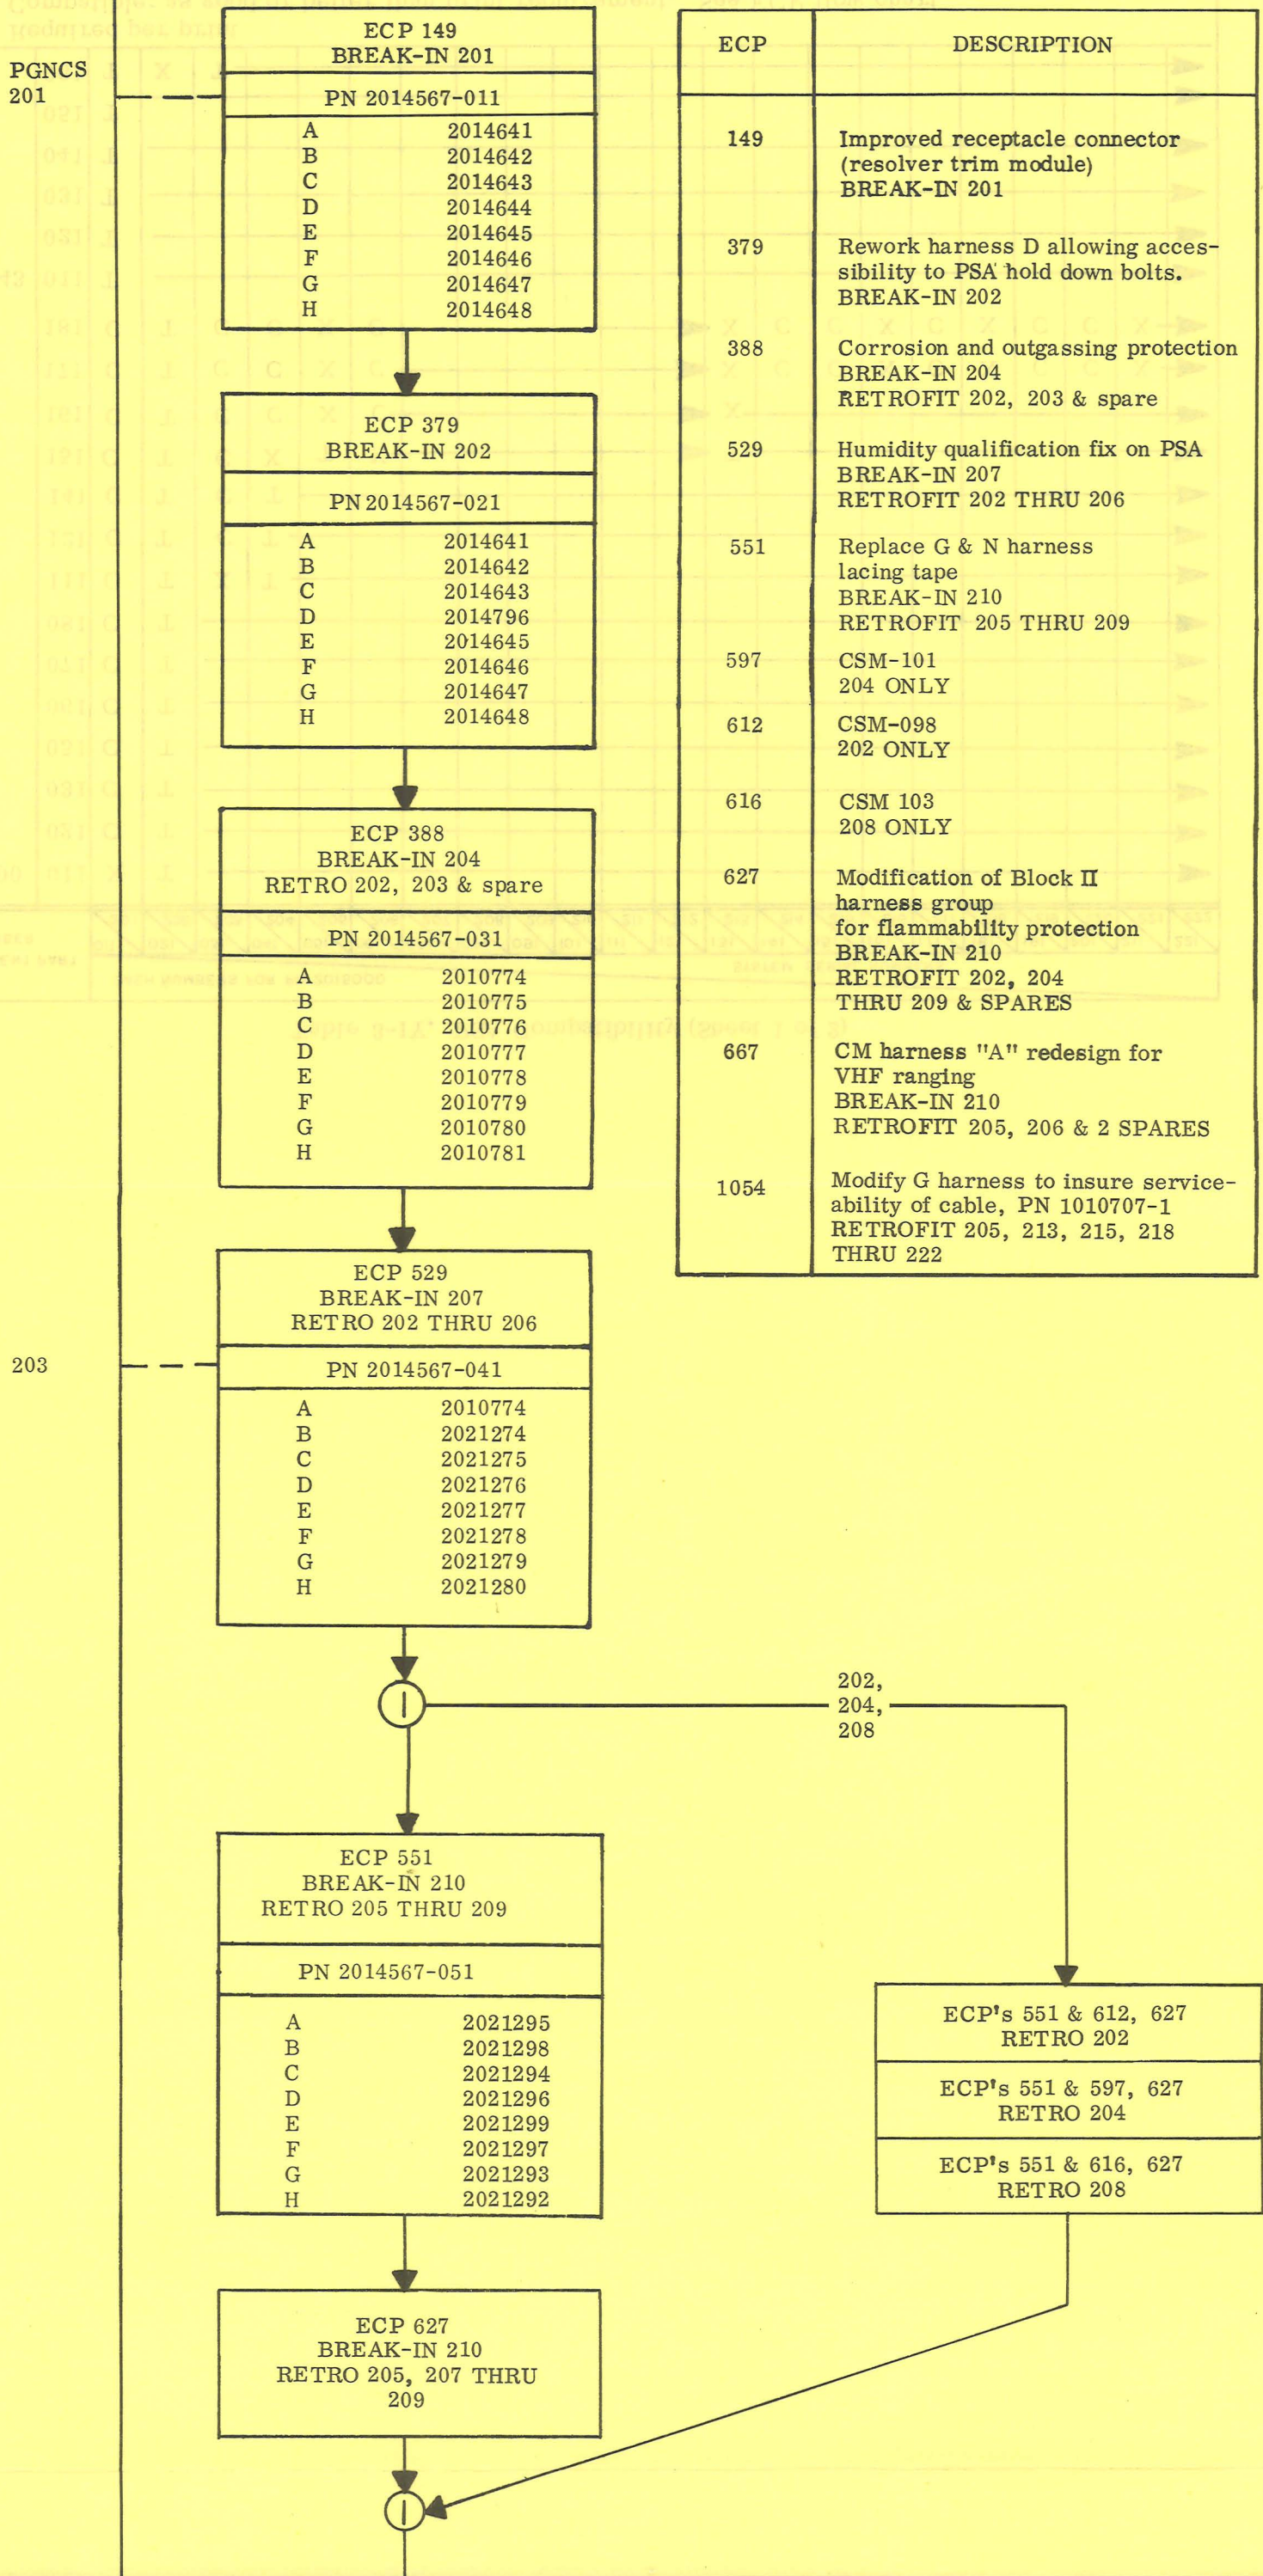 PGNCS
201
ECP 149
BREAK-IN 201
PN 2014567-011
A 2014641
B 2014642
C 2014643
D 2014644
E 2014645
F 2014646
G 2014647
H 2014648
ECP 379
BREAK-IN 202
PN 2014567-021
A 2014641
B 2014642
C 2014643
D 2014796
E 2014645
F 2014646
G 2014647
H 2014648
ECP 388
BREAK-IN 204
RETRO 202, 203 & spare
PN 2014567-031
A 2010774
B 2010775
C 2010776
D 2010777
E 2010778
F 2010779
G 2010780
H 2010781
203
ECP 529
BREAK-IN 207
RETRO 202 THRU 206
PN 2014567-041
A 2010774
B 2021274
C 2021275
D 2021276
E 2021277
F 2021278
G 2021279
H 2021280
202,
204,
208
ECP 551
BREAK-IN 210
RETRO 205 THRU 209
PN 2014567-051
A 2021295
B 2021298
C 2021294
D 2021296
E 2021299
F 2021297
G 2021293
H 2021292
ECP 627
BREAK-IN 210
RETRO 205, 207 THRU
209
ECP's 551 & 612, 627
RETRO 202
ECP's 551 & 597, 627
RETRO 204
ECP's 551 & 616, 627
RETRO 208
ECP DESCRIPTION
149 Improved receptacle connector
(resolver trim module)
BREAK-IN 201
379 Rework harness D allowing acces-
sibility to PSA hold down bolts.
BREAK-IN 202
388 Corrosion and outgassing protection
BREAK-IN 204
RETROFIT 202, 203 & spare
529 Humidity qualification fix on PSA
BREAK-IN 207
RETROFIT 202 THRU 206
551 Replace G & N harness
lacing tape
BREAK-IN 210
RETROFIT 205 THRU 209
597 CSM-101
204 ONLY
612 CSM-098
202 ONLY
616 CSM 103
208 ONLY
627 Modification of Block II
harness group
for flammability protection
BREAK-IN 210
RETROFIT 202, 204
THRU 209 & SPARES
667 CM harness "A" redesign for
VHF ranging
BREAK-IN 210
RETROFIT 205, 206 & 2 SPARES
1054 Modify G harness to insure service-
ability of cable, PN 1010707-1
RETROFIT 205, 213, 215, 218
THRU 222